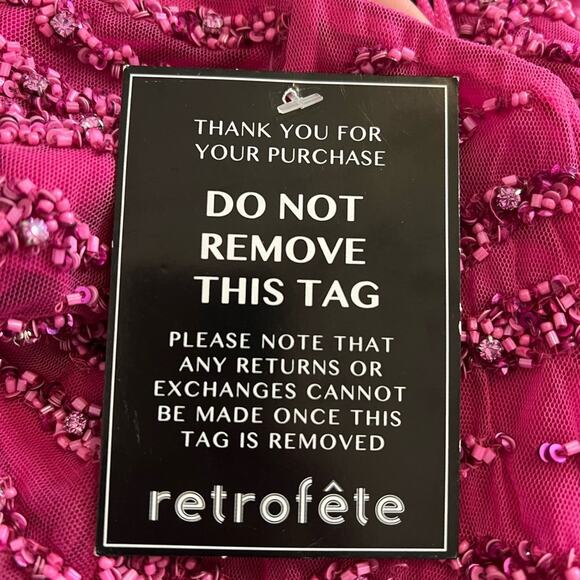 THANK YOU FOR
YOUR PURCHASE
DO NOT
REMOVE
THIS TAG
PLEASE NOTE THAT
ANY RETURNS OR
EXCHANGES CANNOT
BE MADE ONCE THIS
TAG IS REMOVED
retrofête